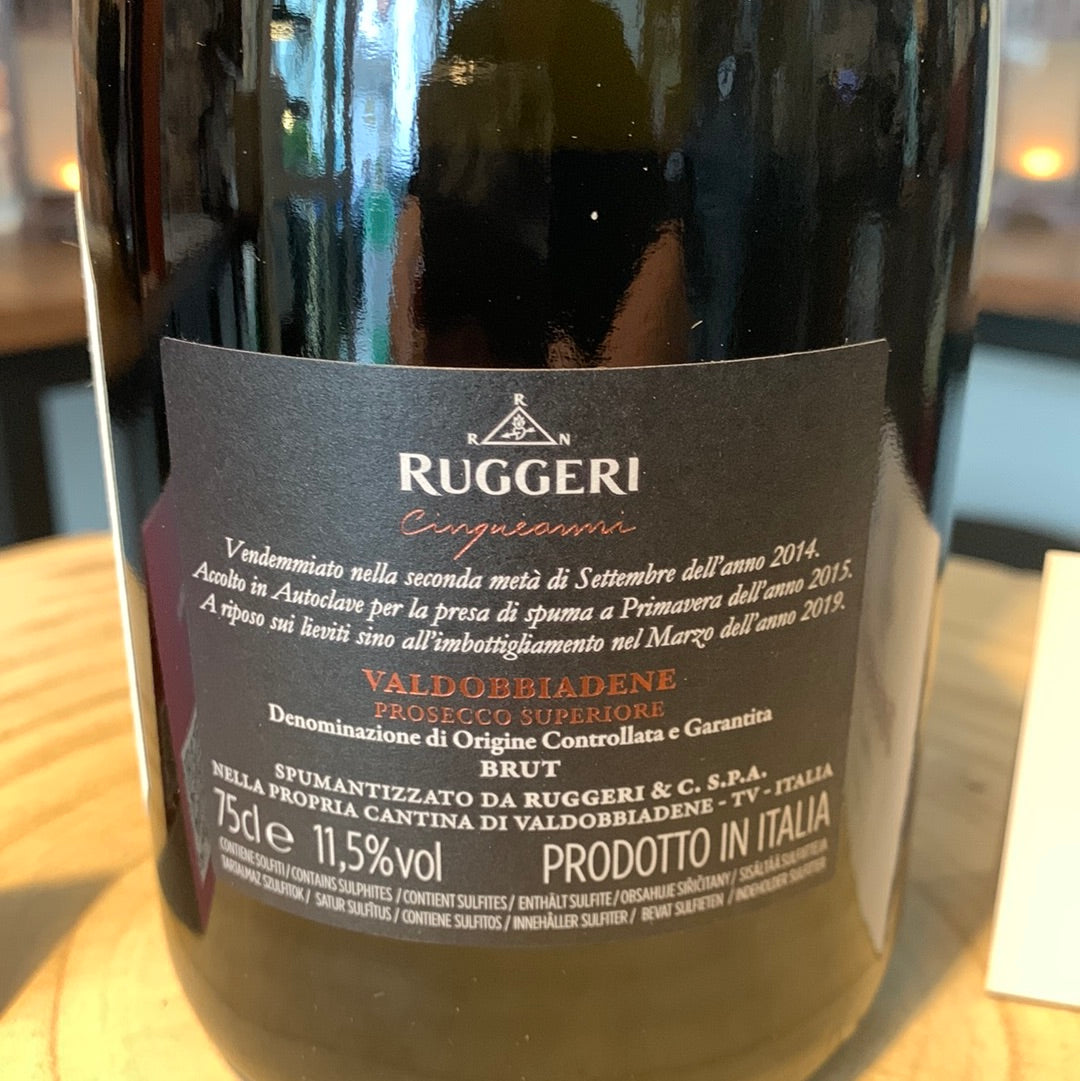 R
R N
RUGGERI
Cinqueanni
Vendemmiato nella seconda metà di Settembre dell'anno 2014.
Accolto in Autoclave per la presa di spuma a Primavera dell'anno 2015.
A riposo sui lieviti sino all'imbottigliamento nel Marzo dell'anno 2019.
VALDOBBIADENE
PROSECCO SUPERIORE
Denominazione di Origine Controllata e Garantita
BRUT
SPUMANTIZZATO DA RUGGERI & C. S.P.A.
NELLA PROPRIA CANTINA DI VALDOBBIADENE - TV - ITALIA
75cl e 11,5%vol PRODOTTO IN ITALIA
CONTIENE SOLFITI / CONTAINS SULPHITES / CONTIENT SULFITES / ENTHÄLT SULFITE / OBSAHUJE SIŘIČITANY / SISÄLTÄÄ SULFIITTEJA
TARTALMAZ SZULFITOK / SATUR SULFĪTUS / CONTIENE SULFITOS / INNEHÅLLER SULFITER / BEVAT SULFIETEN / INDEHOLDER SULFITTER